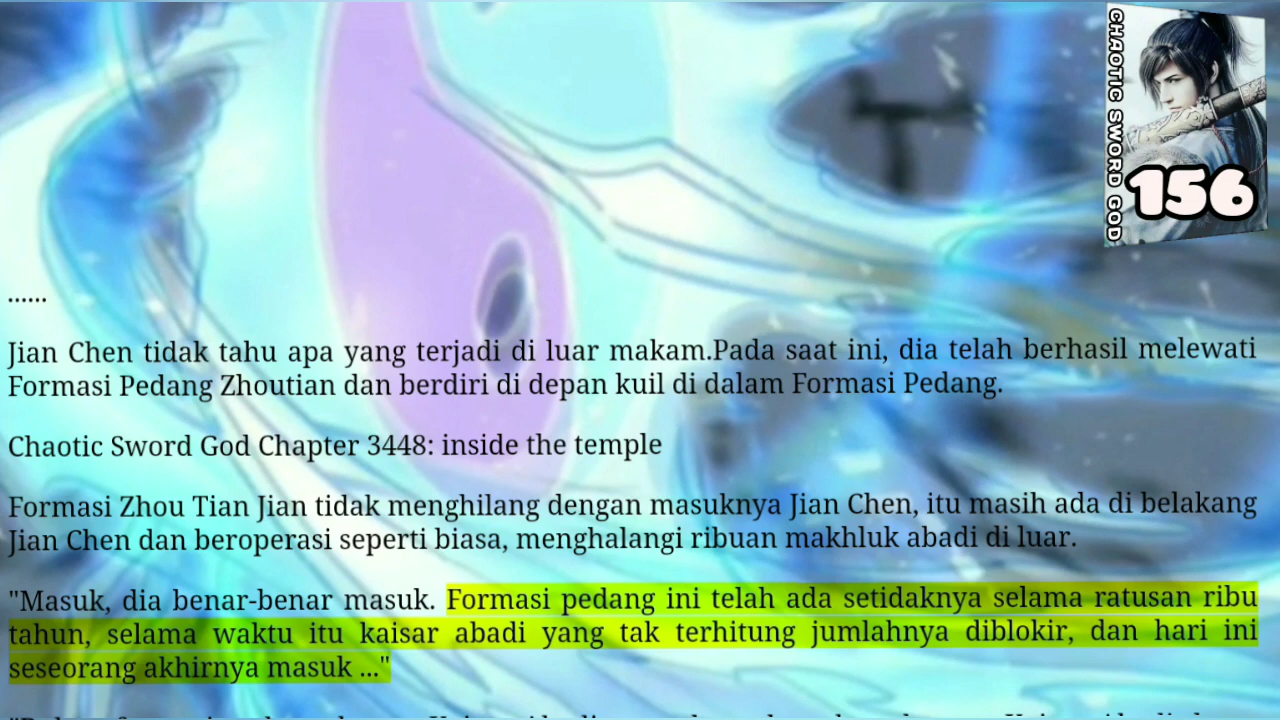 CHAOTIC SWORD GOD
156
......
Jian Chen tidak tahu apa yang terjadi di luar makam.Pada saat ini, dia telah berhasil melewati
Formasi Pedang Zhoutian dan berdiri di depan kuil di dalam Formasi Pedang.
Chaotic Sword God Chapter 3448: inside the temple
Formasi Zhou Tian Jian tidak menghilang dengan masuknya Jian Chen, itu masih ada di belakang
Jian Chen dan beroperasi seperti biasa, menghalangi ribuan makhluk abadi di luar.
"Masuk, dia benar-benar masuk. Formasi pedang ini telah ada setidaknya selama ratusan ribu
tahun, selama waktu itu kaisar abadi yang tak terhitung jumlahnya diblokir, dan hari ini
seseorang akhirnya masuk ..."